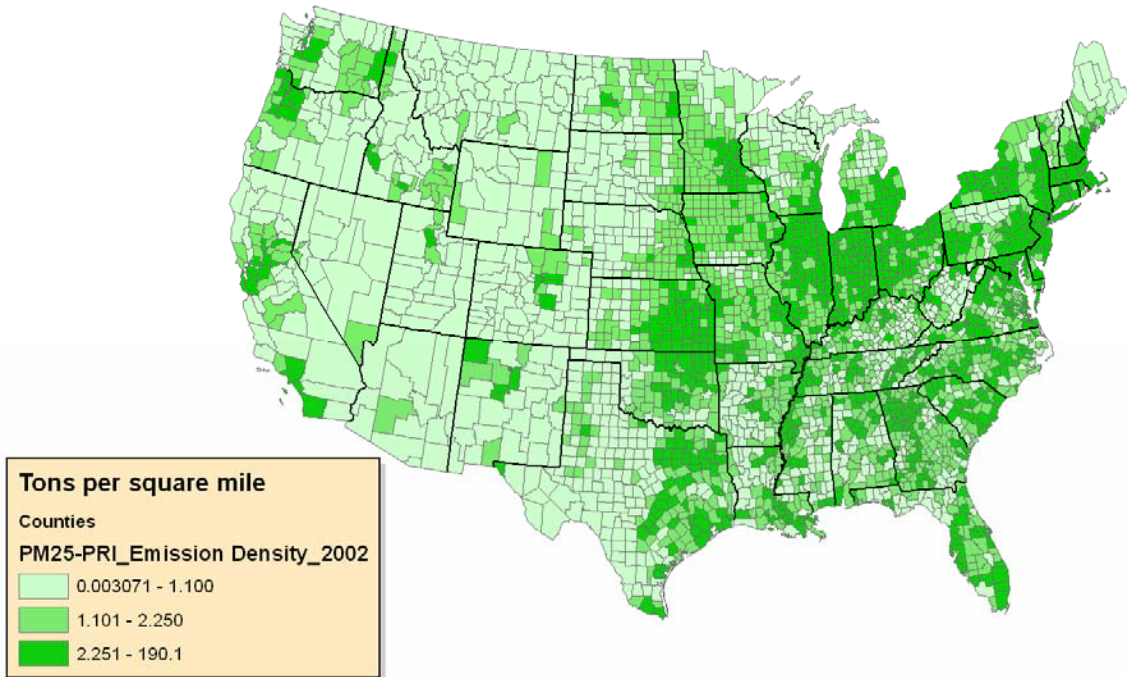 Tons per square mile
Counties
PM25-PRI_Emission Density_2002
0.003071 - 1.100
1.101 - 2.250
2.251 - 190.1